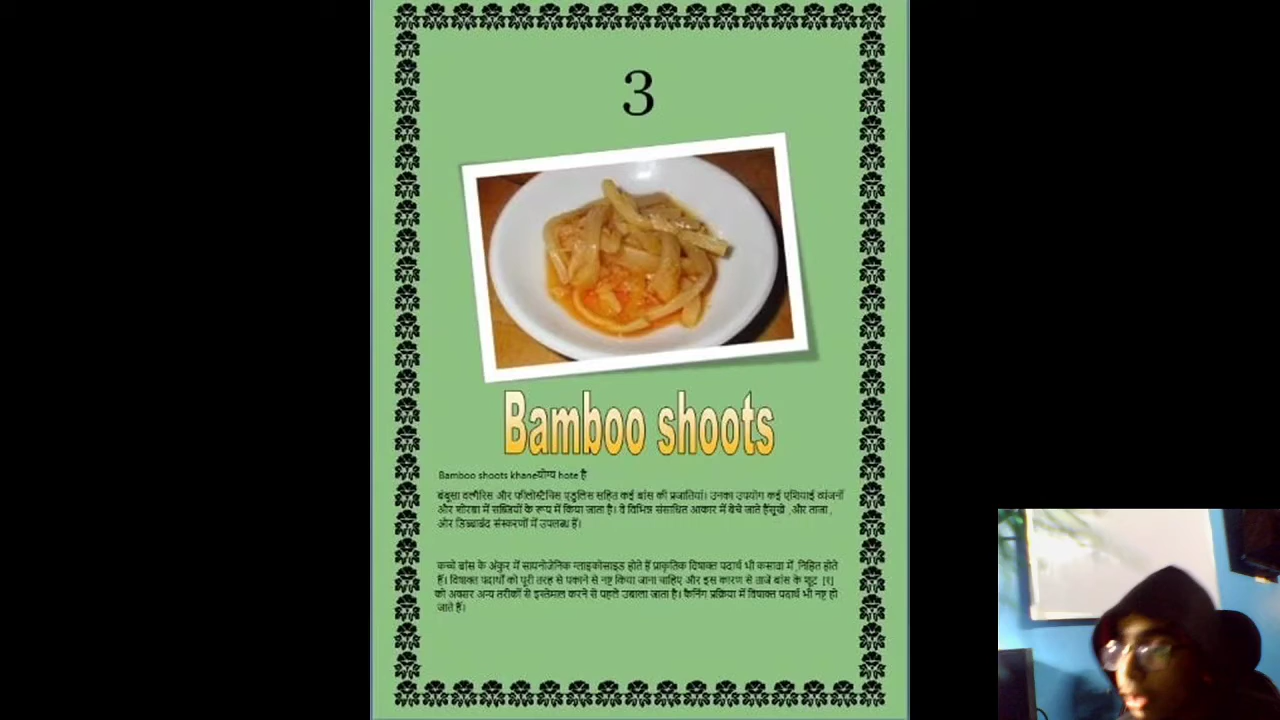 3
Bamboo shoots
Bamboo shoots khaneयोग्य hote है
बंबूसा वल्गैरिस और फीलोस्टैचिस एडुलिस सहित कई बांस की प्रजातियां। उनका उपयोग कई एशियाई व्यंजनों
और शोरबा में सब्जियों के रूप में किया जाता है। वे विभिन्न संसाधित आकार में बेचे जाते हैंसूखे ,और ताजा ,
और डिब्बाबंद संस्करणों में उपलब्ध हैं।
कच्चे बांस के अंकुर में सायनोजेनिक ग्लाइकोसाइड होते हैं प्राकृतिक विषाक्त पदार्थ भी कसावा में ,निहित होते
हैं। विषाक्त पदार्थों को पूरी तरह से पकाने से नष्ट किया जाना चाहिए और इस कारण से ताजे बांस के शूट [१]
को अक्सर अन्य तरीकों से इस्तेमाल करने से पहले उबाला जाता है। कैनिंग प्रक्रिया में विषाक्त पदार्थ भी नष्ट हो
जाते हैं।